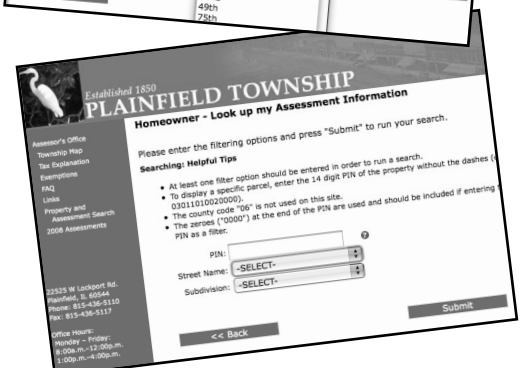 49th
75th
Established 1850
PLAINFIELD TOWNSHIP
Assessor's Office
Township Map
Tax Explanation
Exemptions
FAQ
Links
Property and
Assessment Search
2008 Assessments
22525 W Lockport Rd.
Plainfield, IL 60544
Phone: 815-436-5110
Fax: 815-436-5117
Office Hours:
Monday – Friday:
8:00a.m.–12:00p.m.
1:00p.m.–4:00p.m.
Homeowner - Look up my Assessment Information
Please enter the filtering options and press "Submit" to run your search.
Searching: Helpful Tips
• At least one filter option should be entered in order to run a search.
• To display a specific parcel, enter the 14 digit PIN of the property without the dashes
03011010020000).
• The county code "06" is not used on this site.
• The zeroes ("0000") at the end of the PIN are used and should be included if entering
PIN as a filter.
PIN:
Street Name: -SELECT-
Subdivision: -SELECT-
<< Back
Submit